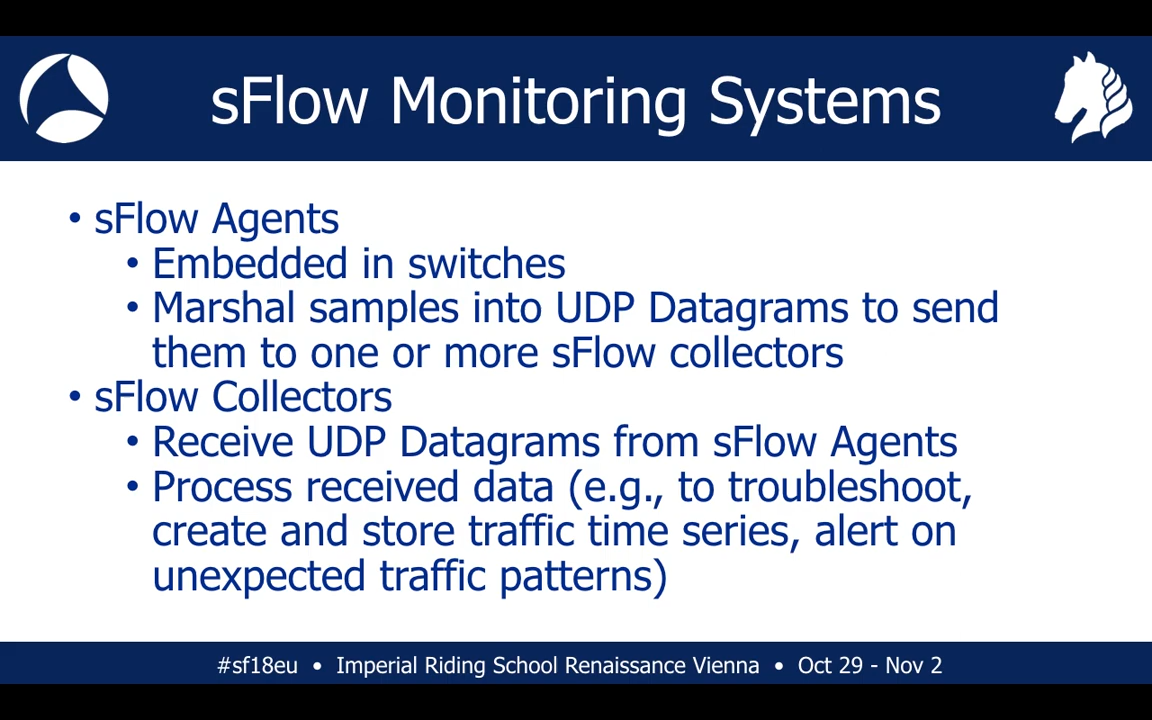 sFlow Monitoring Systems
• sFlow Agents
• Embedded in switches
• Marshal samples into UDP Datagrams to send
them to one or more sFlow collectors
• sFlow Collectors
• Receive UDP Datagrams from sFlow Agents
• Process received data (e.g., to troubleshoot,
create and store traffic time series, alert on
unexpected traffic patterns)
#sf18eu • Imperial Riding School Renaissance Vienna • Oct 29 - Nov 2